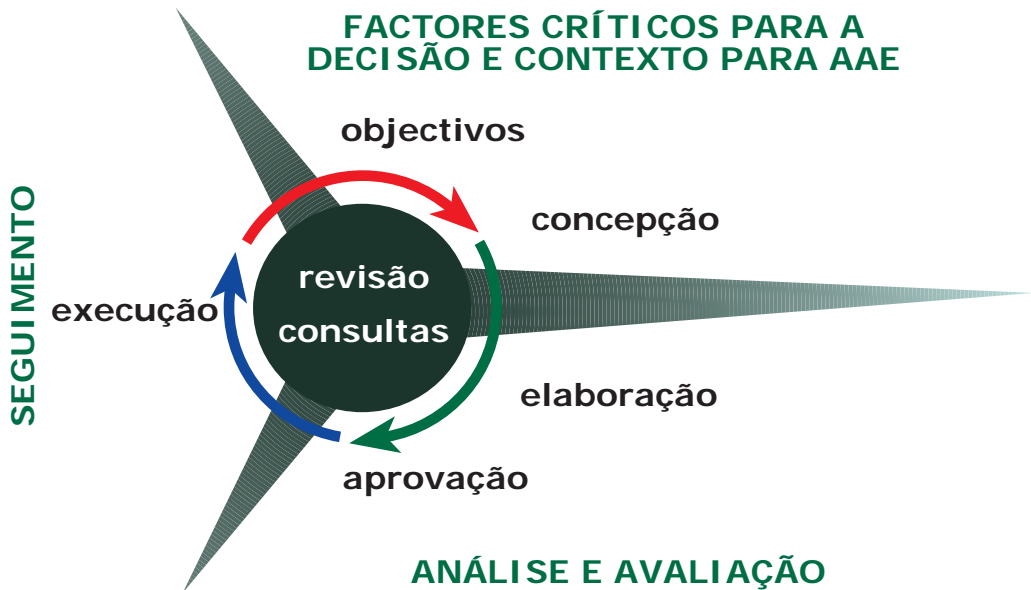 FACTORES CRÍTICOS PARA A
DECISÃO E CONTEXTO PARA AAE
objectivos
concepção
revisão
consultas
execução
SEGUIMENTO
elaboração
aprovação
ANÁLISE E AVALIAÇÃO